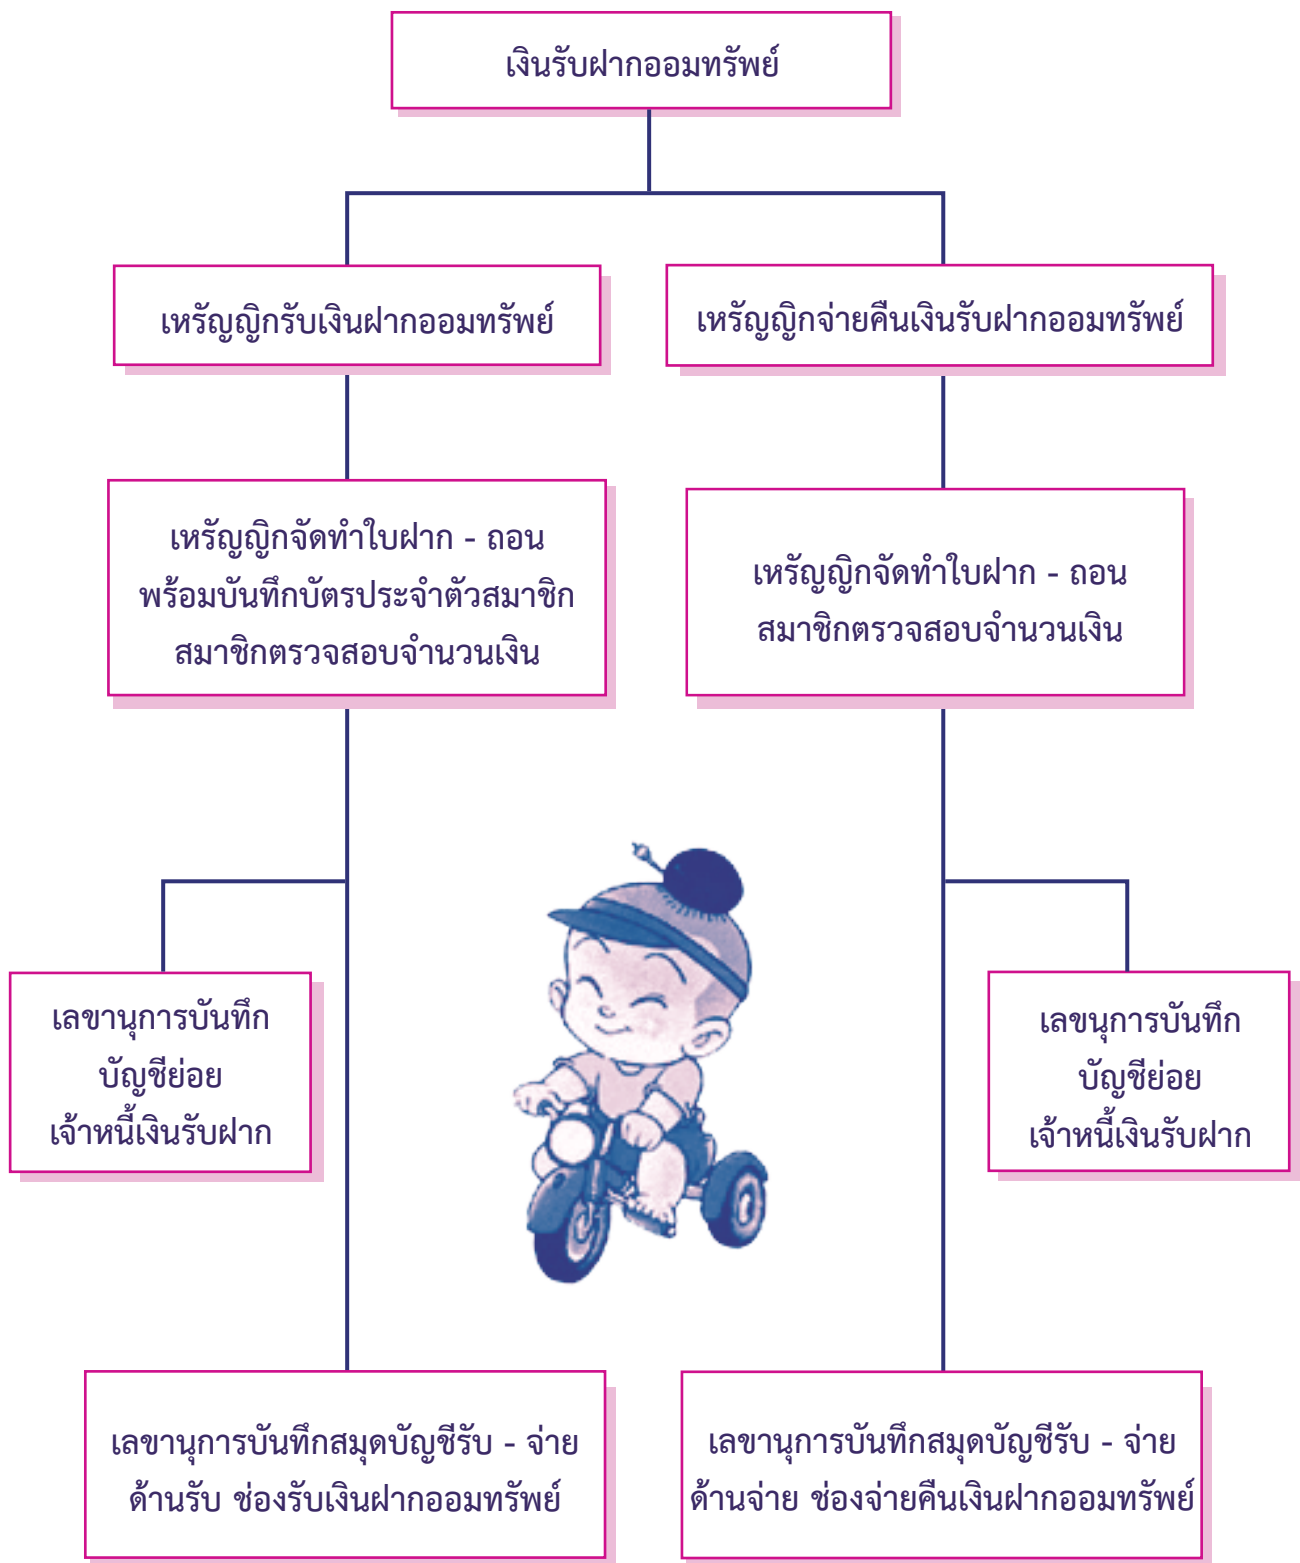 เงินรับฝากออมทรัพย์
เหรัญญิกรับเงินฝากออมทรัพย์
เหรัญญิกจ่ายคืนเงินรับฝากออมทรัพย์
เหรัญญิกจัดทำใบฝาก - ถอน
พร้อมบันทึกบัตรประจำตัวสมาชิก
สมาชิกตรวจสอบจำนวนเงิน
เหรัญญิกจัดทำใบฝาก - ถอน
สมาชิกตรวจสอบจำนวนเงิน
เลขานุการบันทึก
บัญชีย่อย
เจ้าหนี้เงินรับฝาก
เลขนุการบันทึก
บัญชีย่อย
เจ้าหนี้เงินรับฝาก
เลขานุการบันทึกสมุดบัญชีรับ - จ่าย
ด้านรับ ช่องรับเงินฝากออมทรัพย์
เลขานุการบันทึกสมุดบัญชีรับ - จ่าย
ด้านจ่าย ช่องจ่ายคืนเงินฝากออมทรัพย์